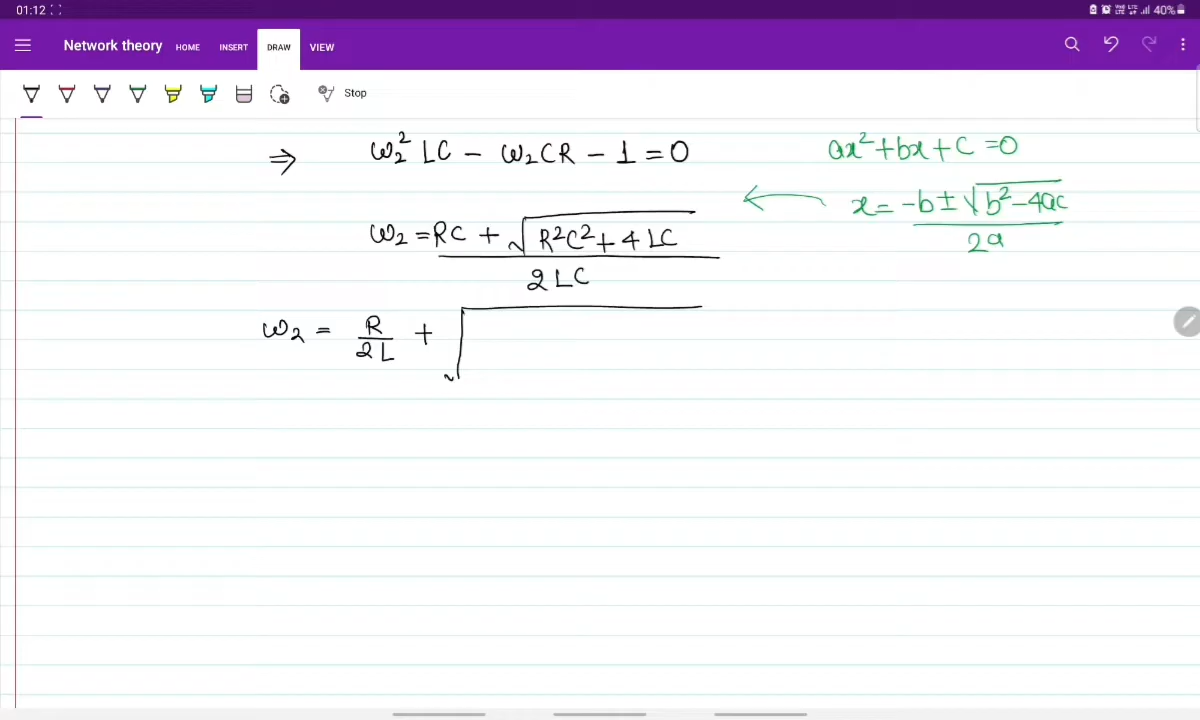 01:12 40%
Network theory HOME INSERT DRAW VIEW
Stop
⇒ ω₂² LC − ω₂CR − 1 = 0
ax² + bx + C = 0
← x = (−b ± √(b² − 4ac)) / 2a
ω₂ = (RC + √(R²C² + 4LC)) / 2LC
ω₂ = R/2L + √